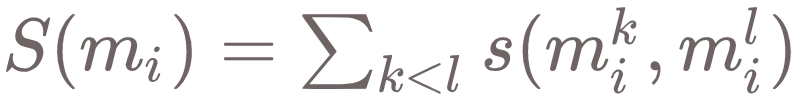 S(m_i) = \sum_{k<l} s(m_i^k, m_i^l)